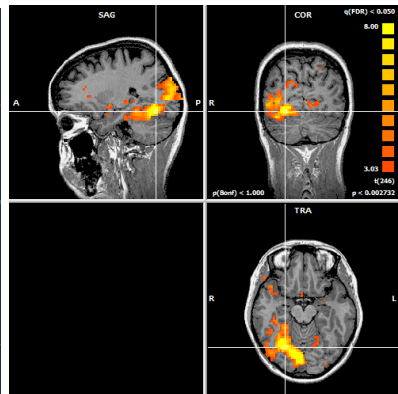 SAG
A
P
COR
q(FDR) < 0.050
8.00
R
3.03
t(246)
p(Bonf) < 1.000
p < 0.002732
TRA
R
L